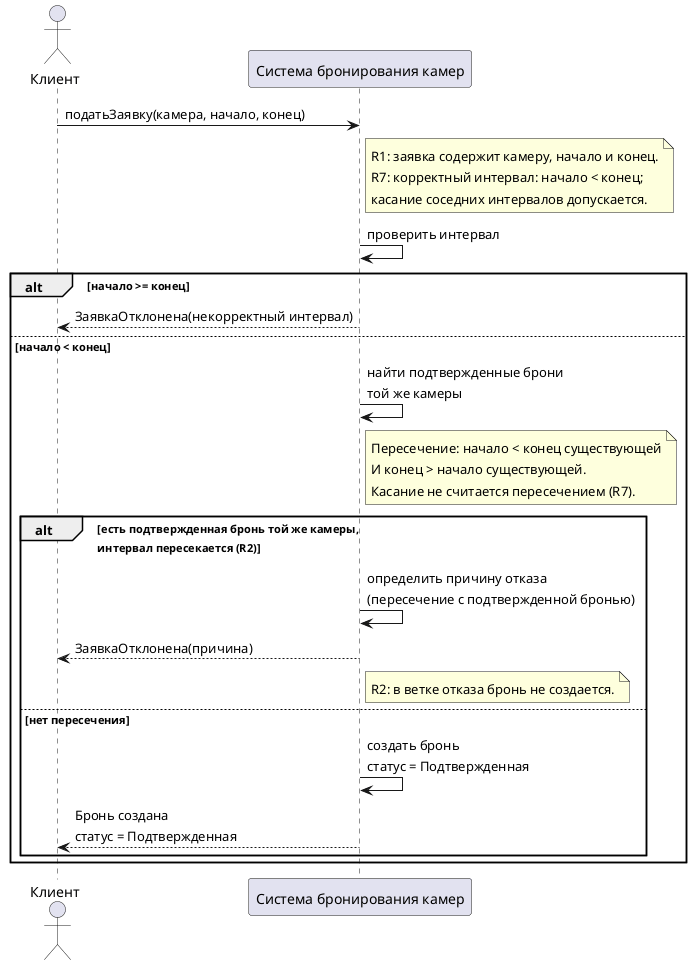 Клиент
Система бронирования камер
податьЗаявку(камера, начало, конец)
R1: заявка содержит камеру, начало и конец.
R7: корректный интервал: начало < конец;
касание соседних интервалов допускается.
проверить интервал
alt [начало >= конец]
ЗаявкаОтклонена(некорректный интервал)
[начало < конец]
найти подтвержденные брони
той же камеры
Пересечение: начало < конец существующей
И конец > начало существующей.
Касание не считается пересечением (R7).
alt [есть подтвержденная бронь той же камеры,
интервал пересекается (R2)]
определить причину отказа
(пересечение с подтвержденной бронью)
ЗаявкаОтклонена(причина)
R2: в ветке отказа бронь не создается.
[нет пересечения]
создать бронь
статус = Подтвержденная
Бронь создана
статус = Подтвержденная
Клиент
Система бронирования камер